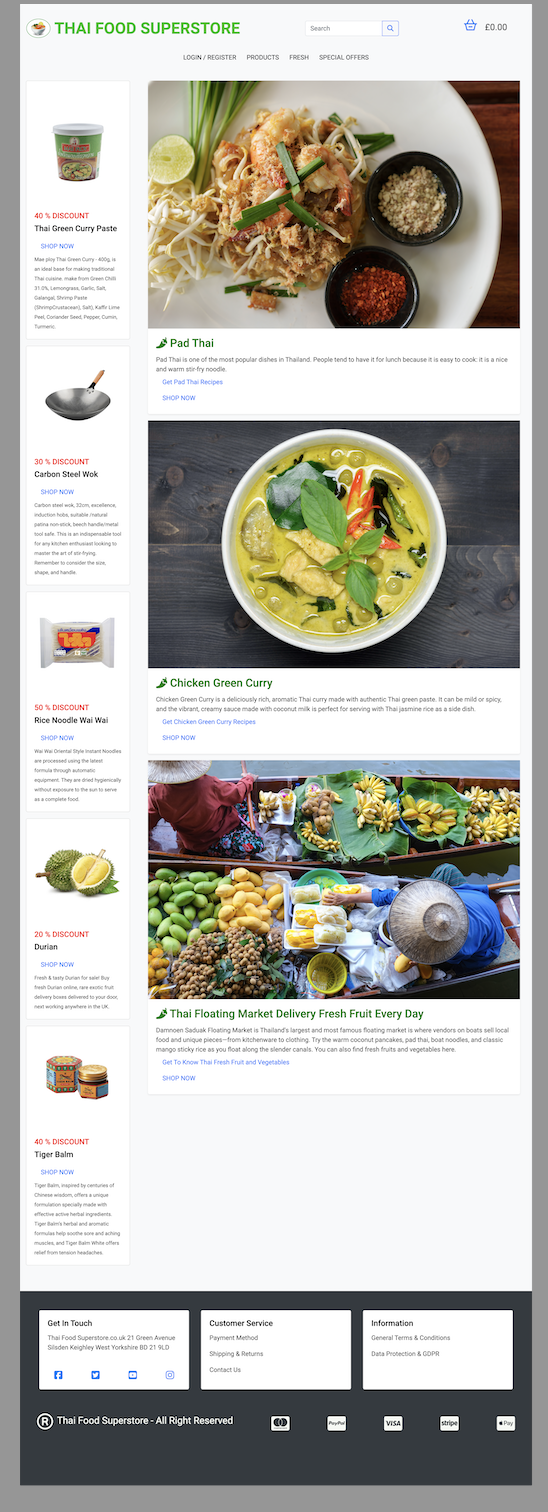 THAI FOOD SUPERSTORE
Search
£0.00
LOGIN / REGISTER
PRODUCTS
FRESH
SPECIAL OFFERS
40 % DISCOUNT
Thai Green Curry Paste
SHOP NOW
Mae ploy Thai Green Curry - 400g, is
an ideal base for making traditional
Thai cuisine. make from Green Chilli
31.0%, Lemongrass, Garlic, Salt,
Galangal, Shrimp Paste
(ShrimpCrustacean), Salt), Kaffir Lime
Peel, Coriander Seed, Pepper, Cumin,
Turmeric.
30 % DISCOUNT
Carbon Steel Wok
SHOP NOW
Carbon steel wok, 32cm, excellence,
induction hobs, suitable /natural
patina non-stick, beech handle/metal
tool safe. This is an indispensable tool
for any kitchen enthusiast looking to
master the art of stir-frying.
Remember to consider the size,
shape, and handle.
50 % DISCOUNT
Rice Noodle Wai Wai
SHOP NOW
Wai Wai Oriental Style Instant Noodles
are processed using the latest
formula through automatic
equipment. They are dried hygienically
without exposure to the sun to serve
as a complete food.
20 % DISCOUNT
Durian
SHOP NOW
Fresh & tasty Durian for sale! Buy
fresh Durian online, rare exotic fruit
delivery boxes delivered to your door,
next working anywhere in the UK.
40 % DISCOUNT
Tiger Balm
SHOP NOW
Tiger Balm, inspired by centuries of
Chinese wisdom, offers a unique
formulation specially made with
effective active herbal ingredients.
Tiger Balm's herbal and aromatic
formulas help soothe sore and aching
muscles, and Tiger Balm White offers
relief from tension headaches.
Pad Thai
Pad Thai is one of the most popular dishes in Thailand. People tend to have it for lunch because it is easy to cook: it is a nice
and warm stir-fry noodle.
Get Pad Thai Recipes
SHOP NOW
Chicken Green Curry
Chicken Green Curry is a deliciously rich, aromatic Thai curry made with authentic Thai green paste. It can be mild or spicy,
and the vibrant, creamy sauce made with coconut milk is perfect for serving with Thai jasmine rice as a side dish.
Get Chicken Green Curry Recipes
SHOP NOW
Thai Floating Market Delivery Fresh Fruit Every Day
Damnoen Saduak Floating Market is Thailand's largest and most famous floating market is where vendors on boats sell local
food and unique pieces—from kitchenware to clothing. Try the warm coconut pancakes, pad thai, boat noodles, and classic
mango sticky rice as you float along the slender canals. You can also find fresh fruits and vegetables here.
Get To Know Thai Fresh Fruit and Vegetables
SHOP NOW
Get In Touch
Thai Food Superstore.co.uk 21 Green Avenue
Silsden Keighley West Yorkshire BD 21 9LD
Customer Service
Payment Method
Shipping & Returns
Contact Us
Information
General Terms & Conditions
Data Protection & GDPR
® Thai Food Superstore - All Right Reserved
PayPal
VISA
stripe
Pay